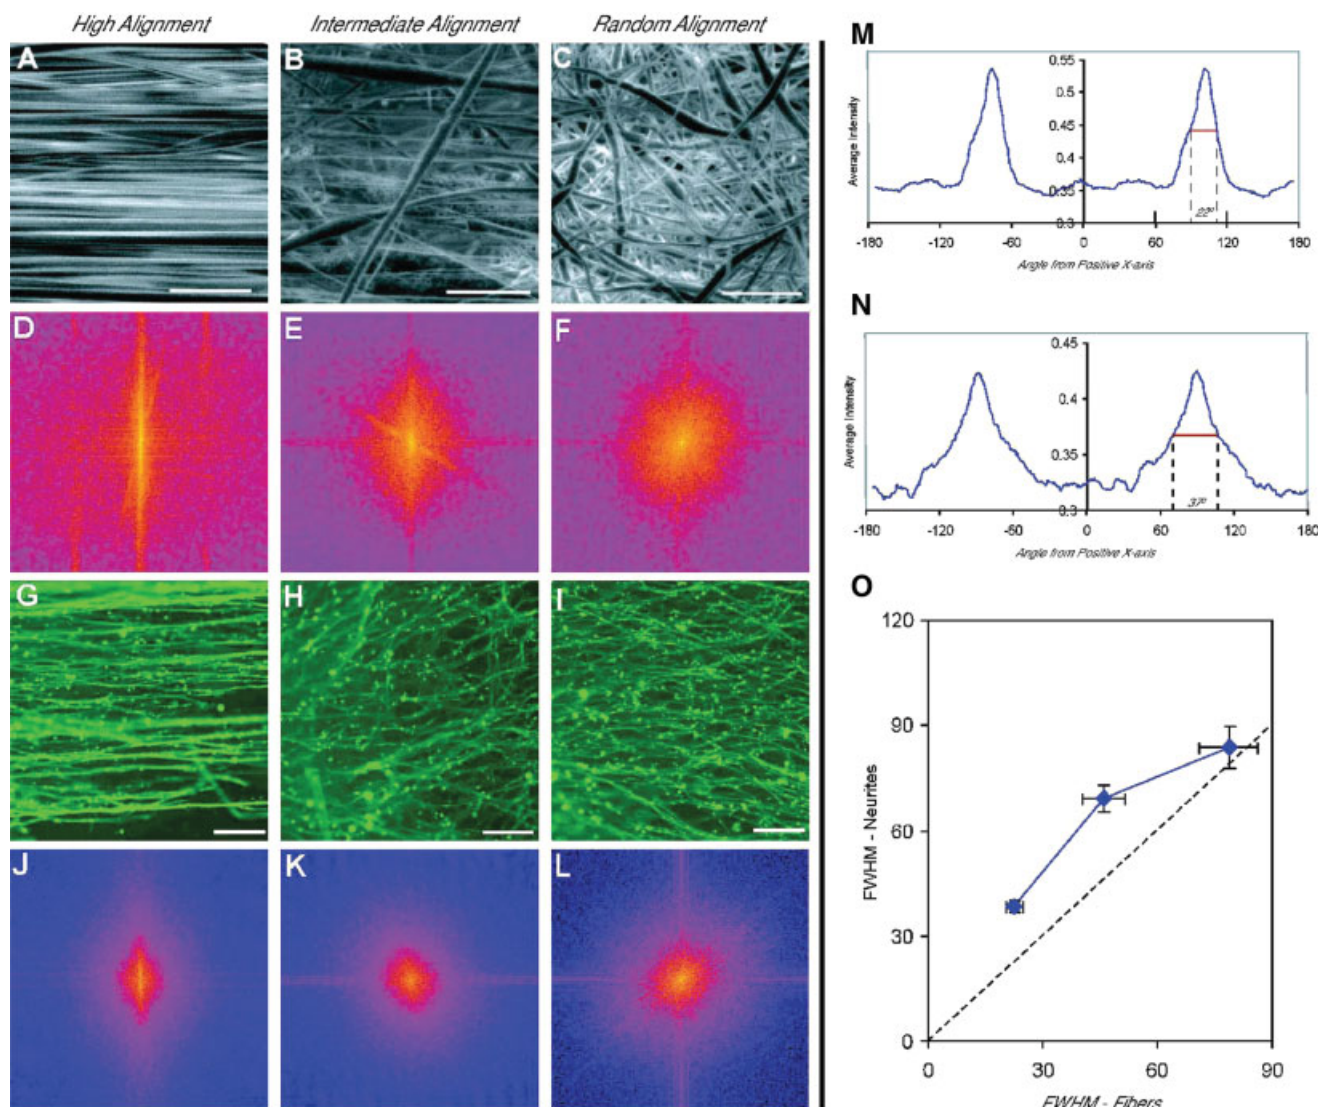 High Alignment
Intermediate Alignment
Random Alignment
A
B
C
D
E
F
G
H
I
J
K
L
M
Average Intensity
0.55
0.5
0.45
0.4
0.35
0.3
22º
-180
-120
-60
0
60
120
180
Angle from Positive X-axis
N
Average Intensity
0.45
0.4
0.35
0.3
37º
-180
-120
-60
0
60
120
180
Angle from Positive X-axis
O
FWHM - Neurites
120
90
60
30
0
0
30
60
90
FWHM - Fibers